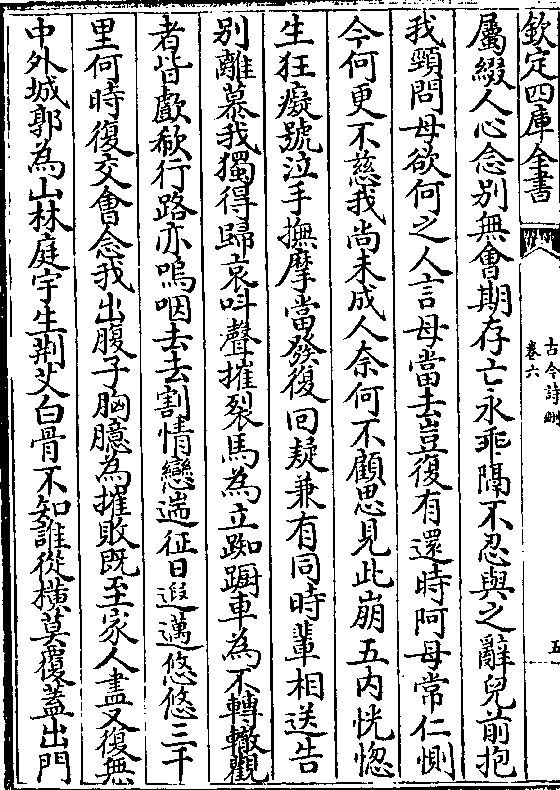 欽定四庫全書
古今詩刪
卷六
五
屬綴人心念別無會期存亡永乖隔不忍與之辭兒前抱
我頸問母欲何之人言母當去豈復有還時阿母常仁惻
今何更不慈我尚未成人奈何不顧思見此崩五內恍惚
生狂癡號泣手撫摩當發復回疑兼有同時輩相送告
別離慕我獨得歸哀叫聲摧裂馬為立踟躕車為不轉轍觀
者皆歔欷行路亦嗚咽去去割情戀遄征日遐邁悠悠三千
里何時復交會念我出腹子胸臆為摧敗既至家人盡又復無
中外城郭為山林庭宇生荆艾白骨不知誰從橫莫覆蓋出門